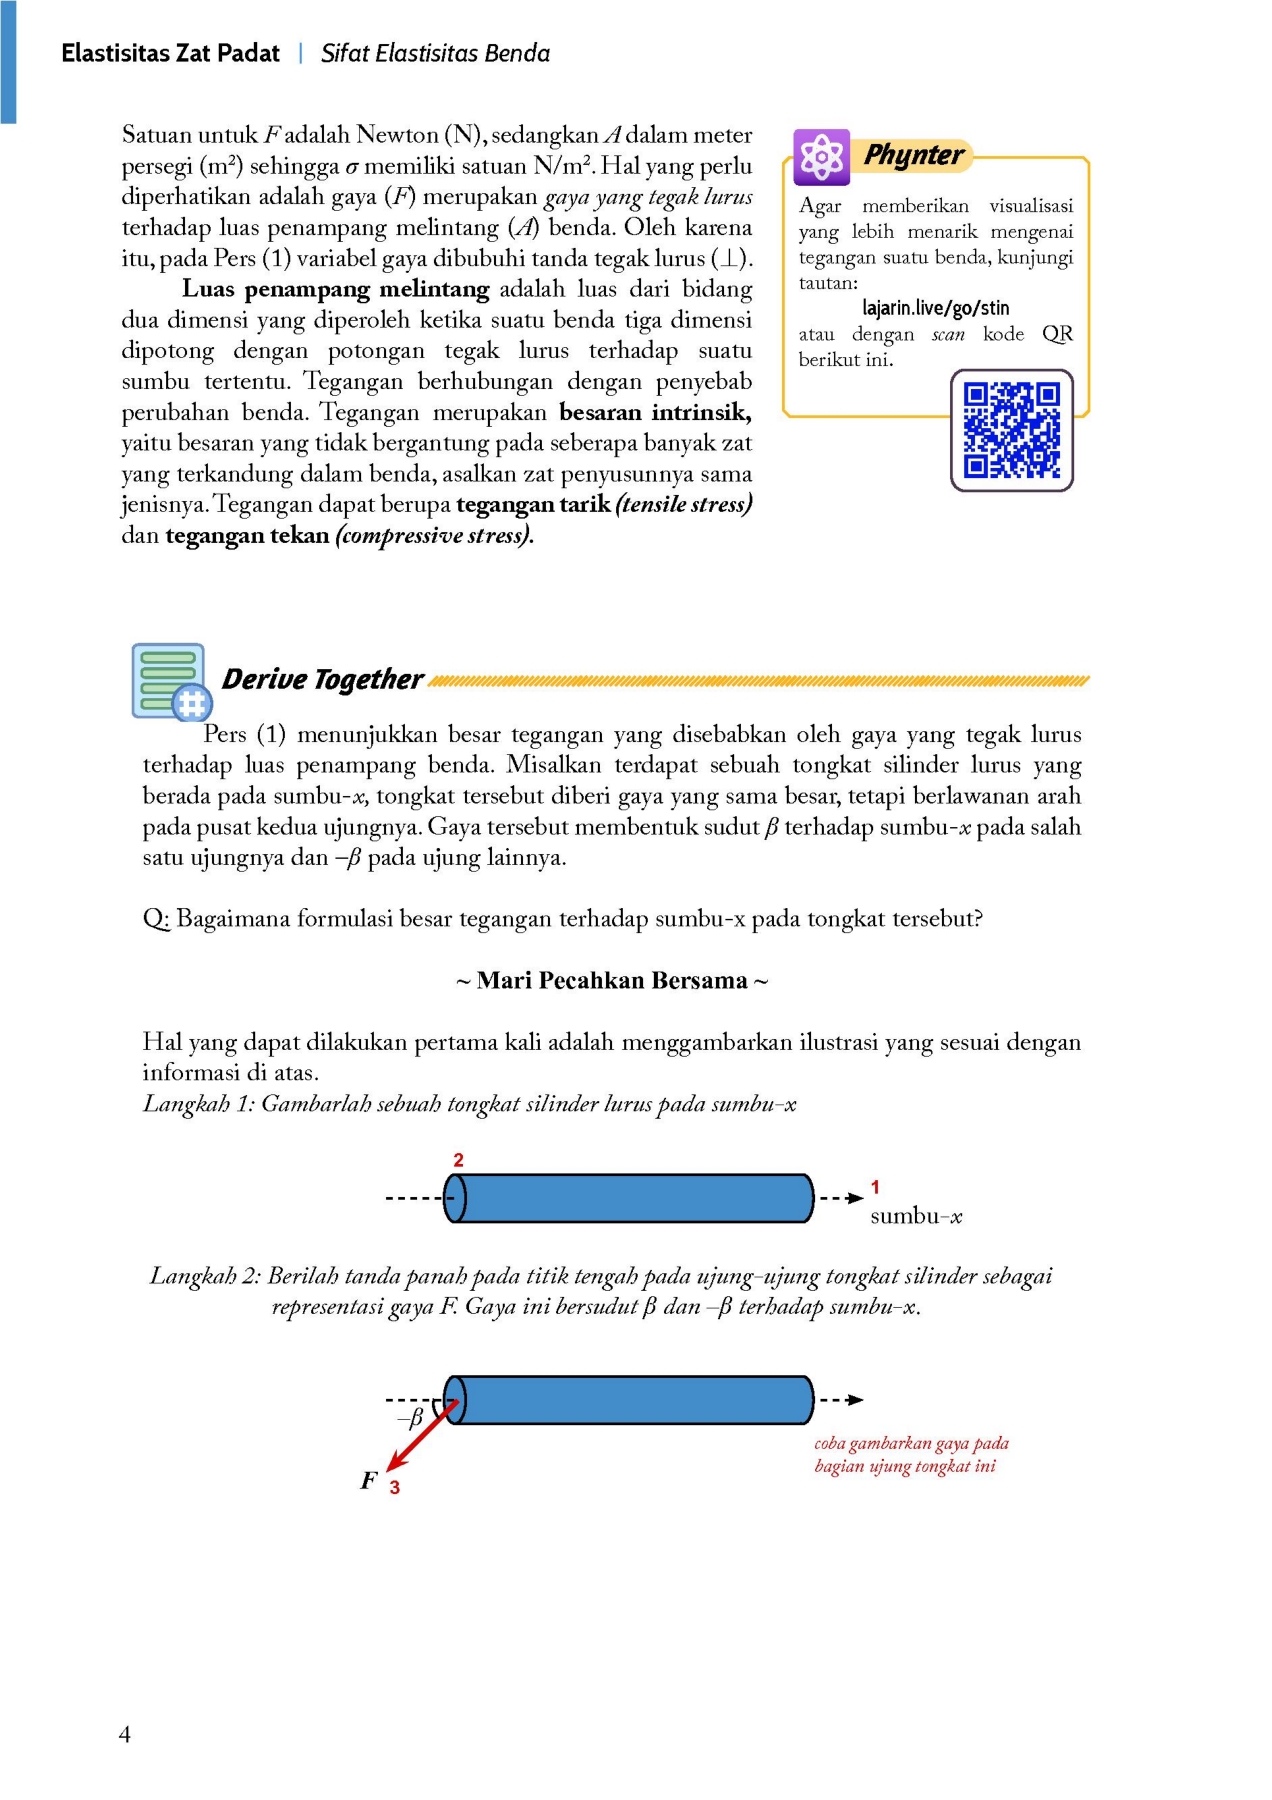 Elastisitas Zat Padat | Sifat Elastisitas Benda
Satuan untuk F adalah Newton (N), sedangkan A dalam meter
persegi (m²) sehingga σ memiliki satuan N/m². Hal yang perlu
diperhatikan adalah gaya (F) merupakan gaya yang tegak lurus
terhadap luas penampang melintang (A) benda. Oleh karena
itu, pada Pers (1) variabel gaya dibubuhi tanda tegak lurus (⊥).
Luas penampang melintang adalah luas dari bidang
dua dimensi yang diperoleh ketika suatu benda tiga dimensi
dipotong dengan potongan tegak lurus terhadap suatu
sumbu tertentu. Tegangan berhubungan dengan penyebab
perubahan benda. Tegangan merupakan besaran intrinsik,
yaitu besaran yang tidak bergantung pada seberapa banyak zat
yang terkandung dalam benda, asalkan zat penyusunnya sama
jenisnya. Tegangan dapat berupa tegangan tarik (tensile stress)
dan tegangan tekan (compressive stress).
Phynter
Agar memberikan visualisasi
yang lebih menarik mengenai
tegangan suatu benda, kunjungi
tautan:
lajarin.live/go/stin
atau dengan scan kode QR
berikut ini.
Derive Together
Pers (1) menunjukkan besar tegangan yang disebabkan oleh gaya yang tegak lurus
terhadap luas penampang benda. Misalkan terdapat sebuah tongkat silinder lurus yang
berada pada sumbu-x, tongkat tersebut diberi gaya yang sama besar, tetapi berlawanan arah
pada pusat kedua ujungnya. Gaya tersebut membentuk sudut β terhadap sumbu-x pada salah
satu ujungnya dan –β pada ujung lainnya.
Q: Bagaimana formulasi besar tegangan terhadap sumbu-x pada tongkat tersebut?
~ Mari Pecahkan Bersama ~
Hal yang dapat dilakukan pertama kali adalah menggambarkan ilustrasi yang sesuai dengan
informasi di atas.
Langkah 1: Gambarlah sebuah tongkat silinder lurus pada sumbu-x
2
1
sumbu-x
Langkah 2: Berilah tanda panah pada titik tengah pada ujung-ujung tongkat silinder sebagai
representasi gaya F. Gaya ini bersudut β dan –β terhadap sumbu-x.
–β
coba gambarkan gaya pada
bagian ujung tongkat ini
F 3
4